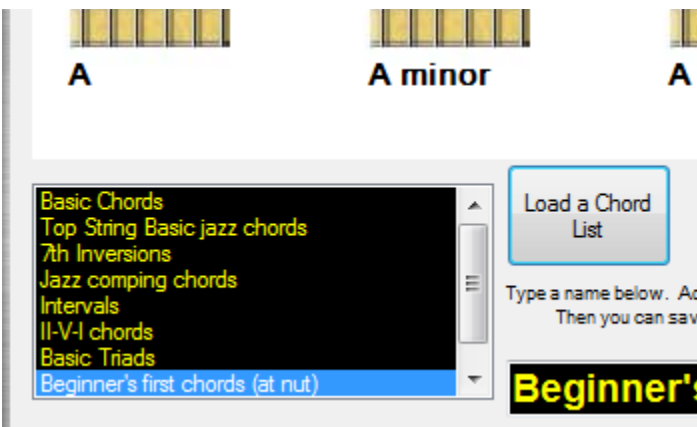 A
A minor
A
Basic Chords
Top String Basic jazz chords
7th Inversions
Jazz comping chords
Intervals
II-V-I chords
Basic Triads
Beginner's first chords (at nut)
Load a Chord
List
Type a name below.
Then you can
Beginner's